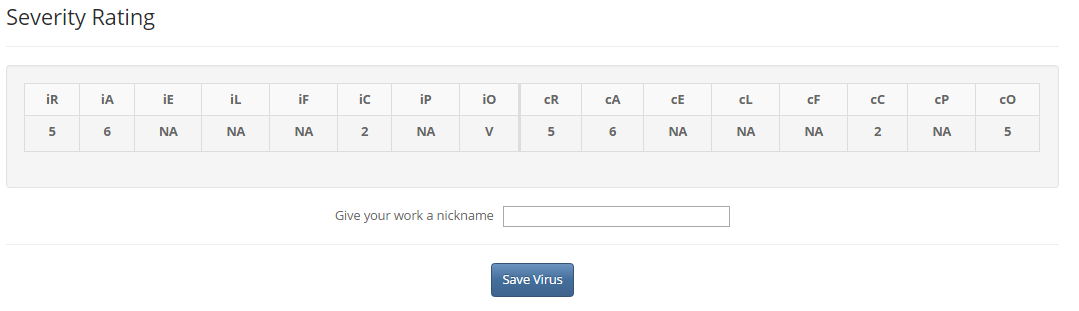 Severity Rating
iR iA iE iL iF iC iP iO cR cA cE cL cF cC cP cO
5 6 NA NA NA 2 NA V 5 6 NA NA NA 2 NA 5
Give your work a nickname
Save Virus